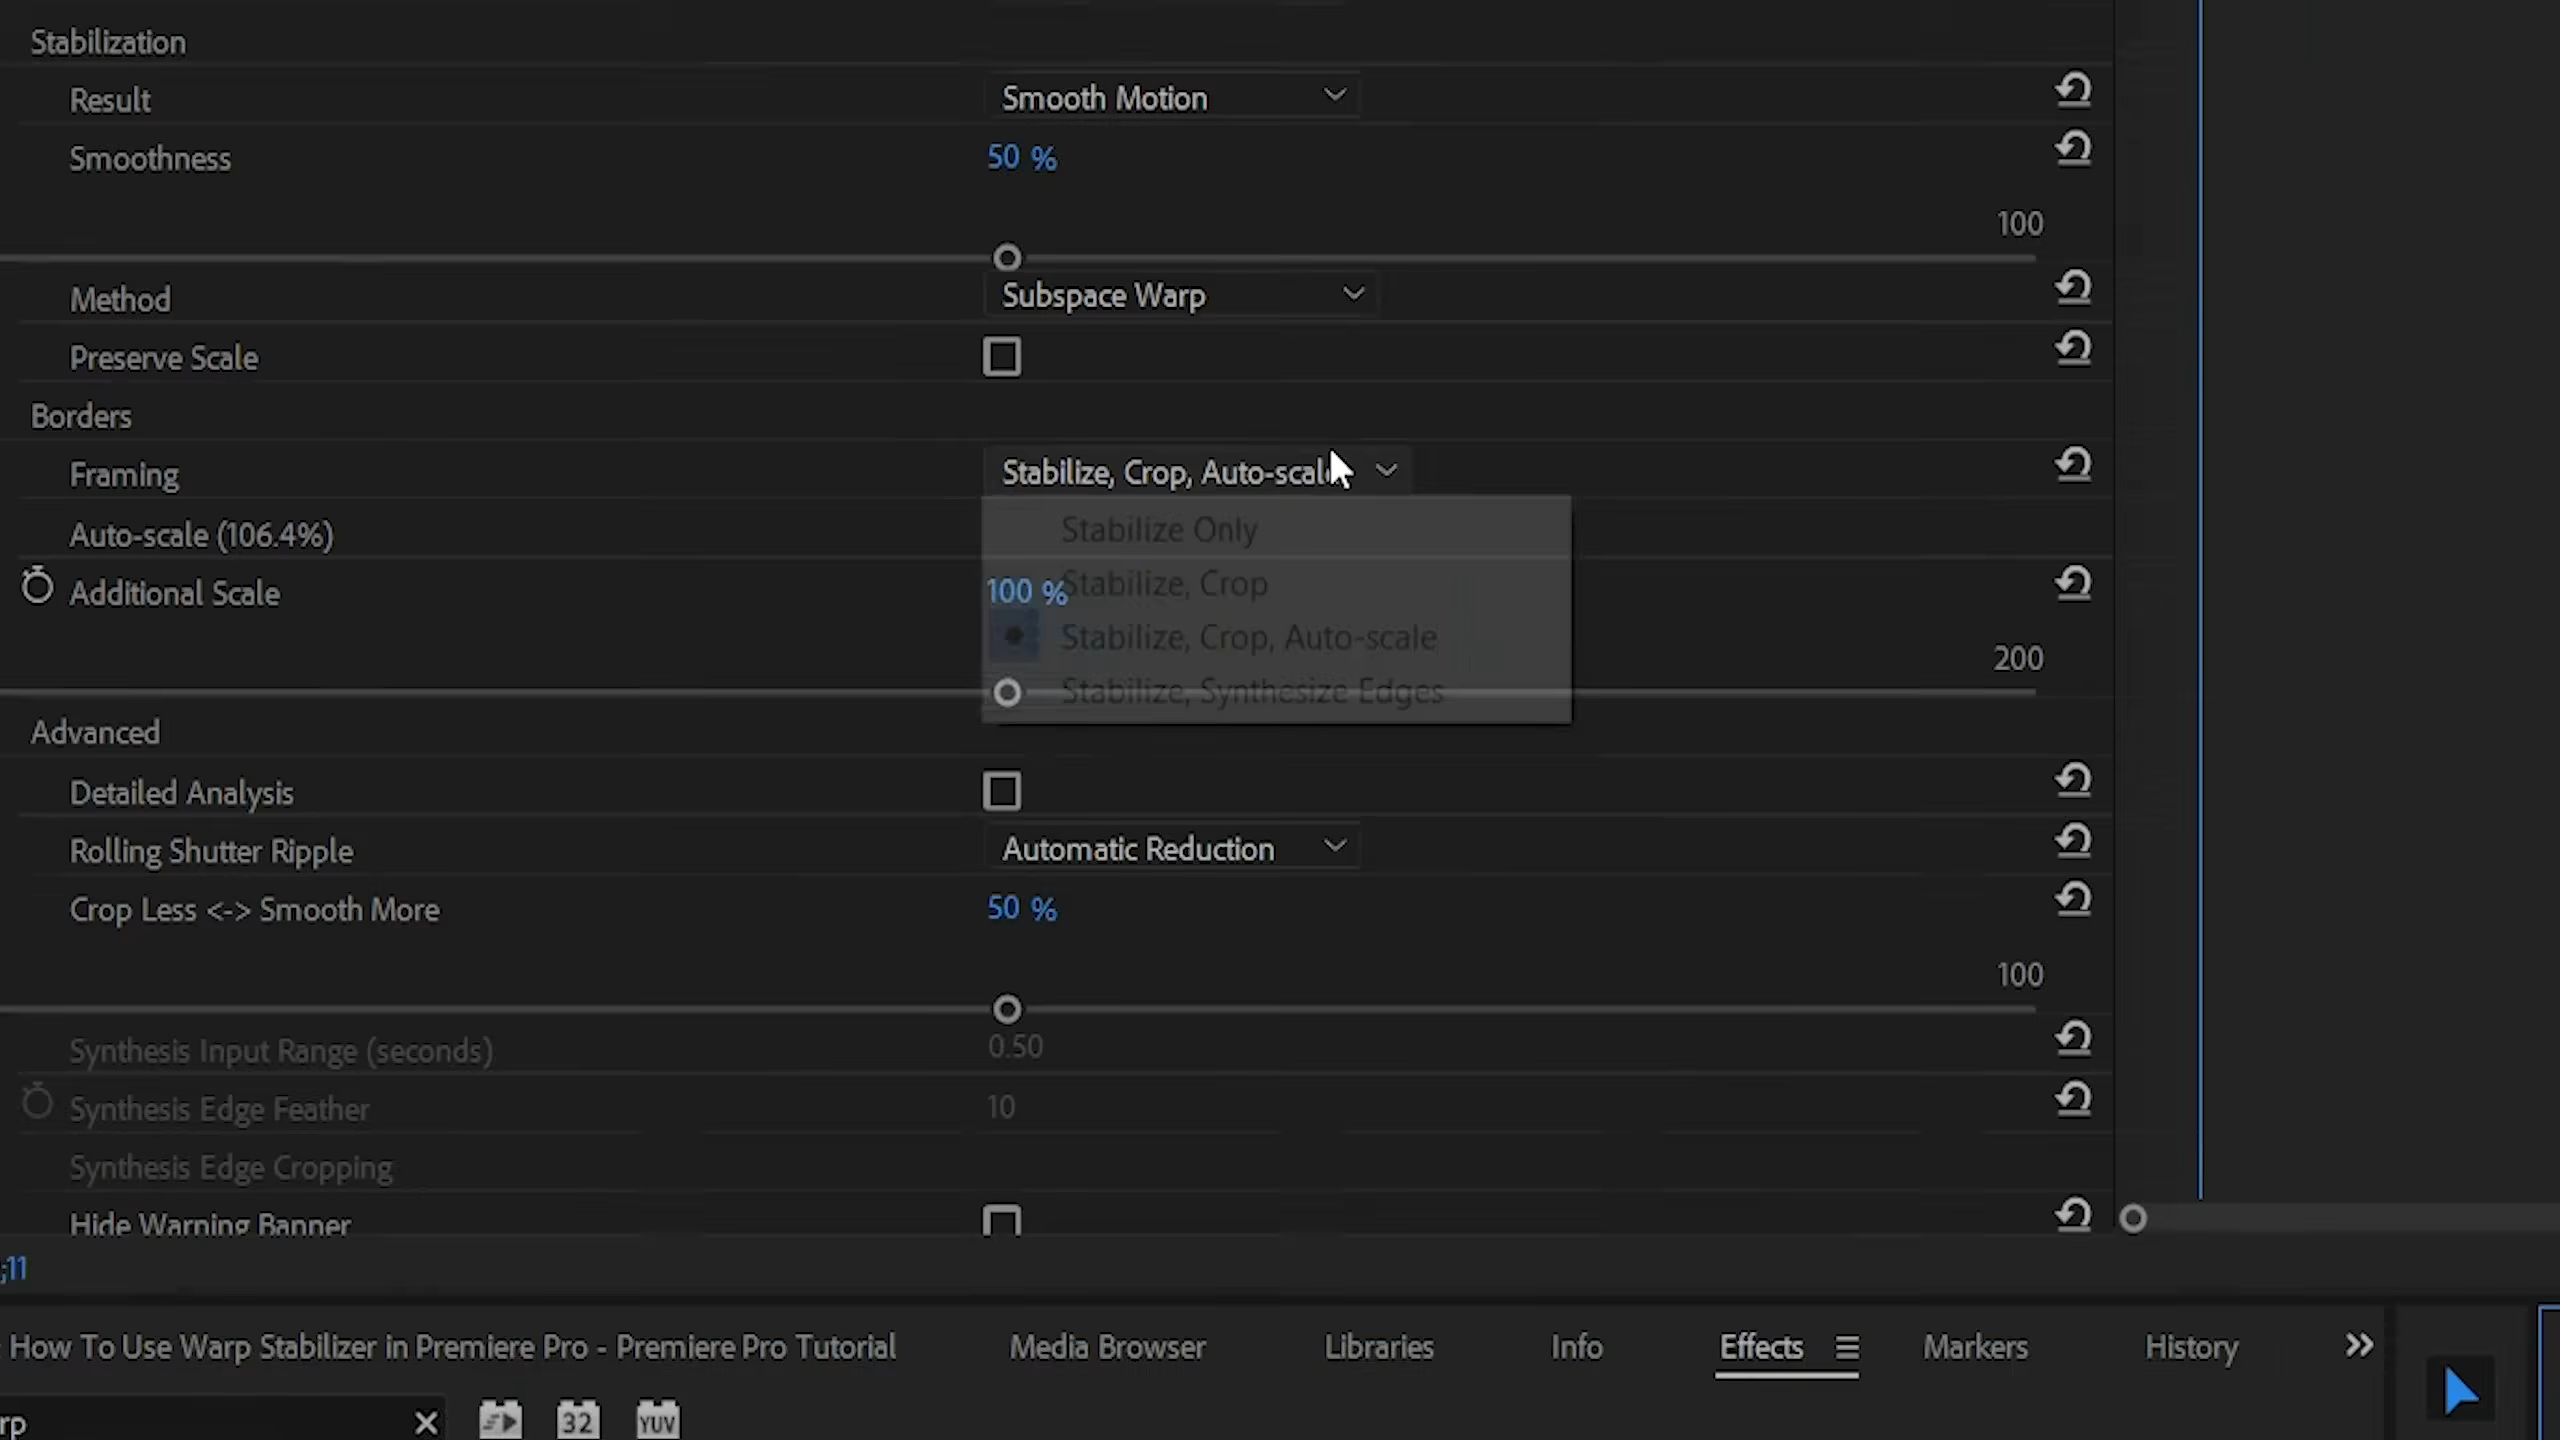 Stabilization
Result Smooth Motion
Smoothness 50 %
100
Method Subspace Warp
Preserve Scale
Borders
Framing Stabilize, Crop, Auto-scale
Auto-scale (106.4%) Stabilize Only
Additional Scale 100 % Stabilize, Crop
Stabilize, Crop, Auto-scale
200
Stabilize, Synthesize Edges
Advanced
Detailed Analysis
Rolling Shutter Ripple Automatic Reduction
Crop Less <-> Smooth More 50 %
100
Synthesis Input Range (seconds) 0.50
Synthesis Edge Feather 10
Synthesis Edge Cropping
Hide Warning Banner
;11
: How To Use Warp Stabilizer in Premiere Pro - Premiere Pro Tutorial Media Browser Libraries Info Effects Markers History
rp 32 YUV